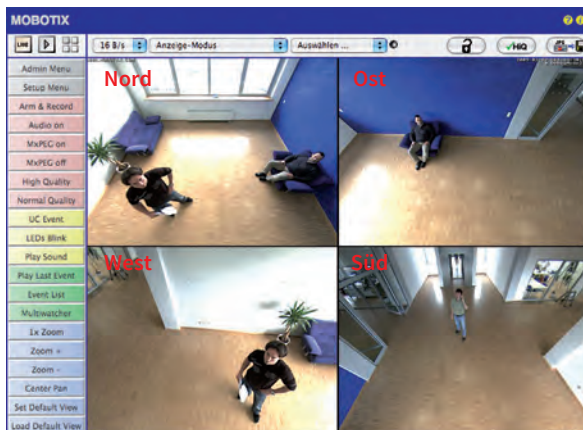 MOBOTIX
LIVE
16 B/s
Anzeige-Modus
Auswählen ...
HiQ
Admin Menu
Setup Menu
Arm & Record
Audio on
MxPEG on
MxPEG off
High Quality
Normal Quality
UC Event
LEDs Blink
Play Sound
Play Last Event
Event List
Multiwatcher
1x Zoom
Zoom +
Zoom -
Center Pan
Set Default View
Load Default View
Nord
Ost
West
Süd